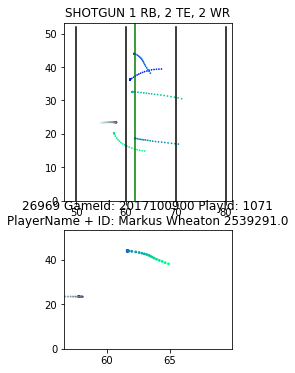 SHOTGUN 1 RB, 2 TE, 2 WR
50
40
30
20
10
0
50 60 70 80
26969 GameId: 2017100900 PlayId: 1071
PlayerName + ID: Markus Wheaton 2539291.0
40
20
0
60 65